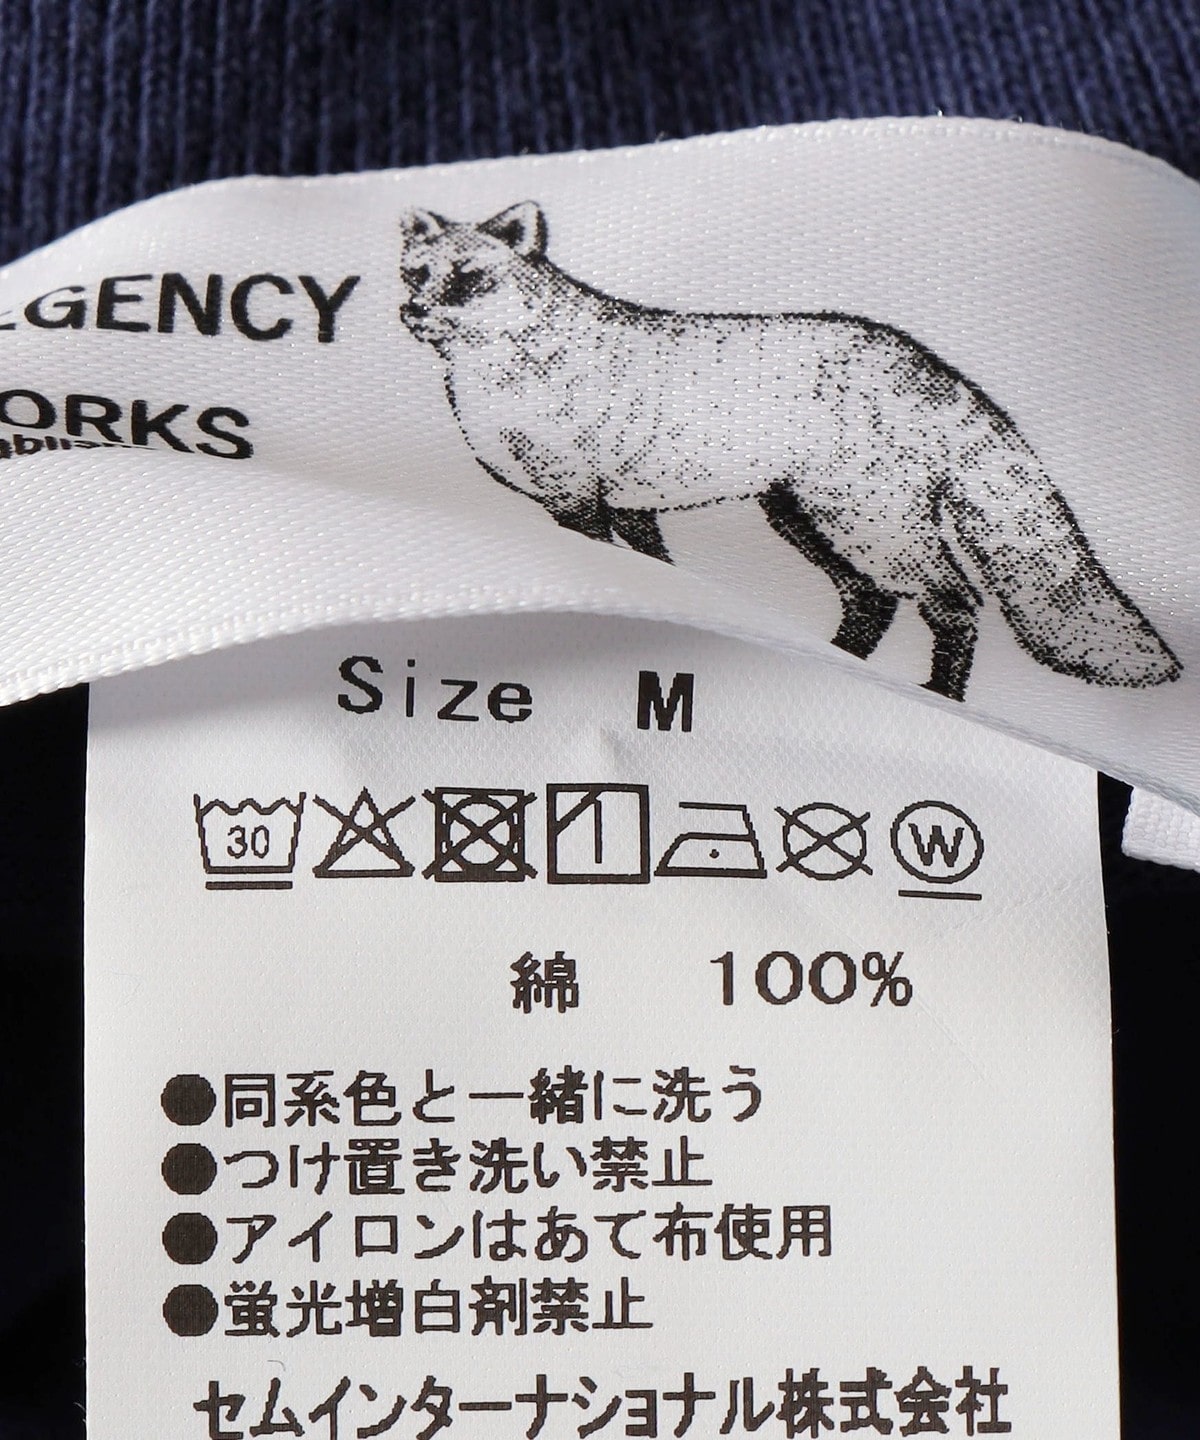 EGENCY
ORKS
Size M
30
W
綿 100%
●同系色と一緒に洗う
●つけ置き洗い禁止
●アイロンはあて布使用
●蛍光増白剤禁止
セムインターナショナル株式会社